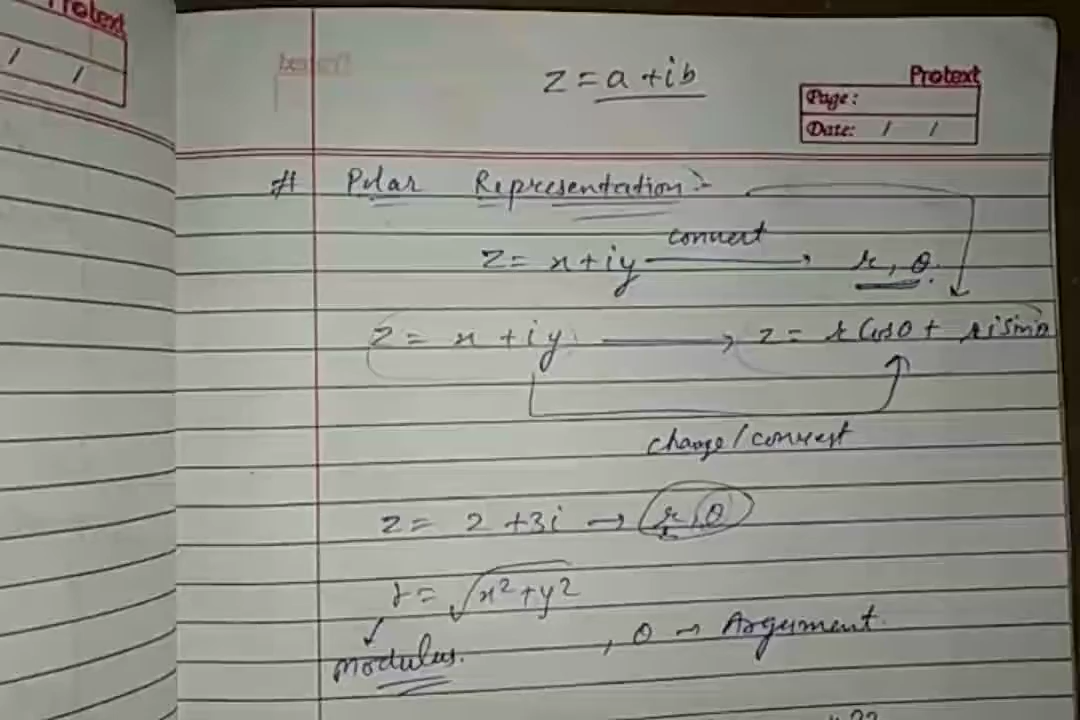 Protext
/ /
z = a + ib
Protext
Page:
Date: / /
# Polar Representation :-
z = x + iy convert → r, θ.
z = x + iy → z = r Cosθ + r i Sinθ
change / convert
z = 2 + 3i → r, θ
r = √x² + y²
modulus. , θ → Argument.